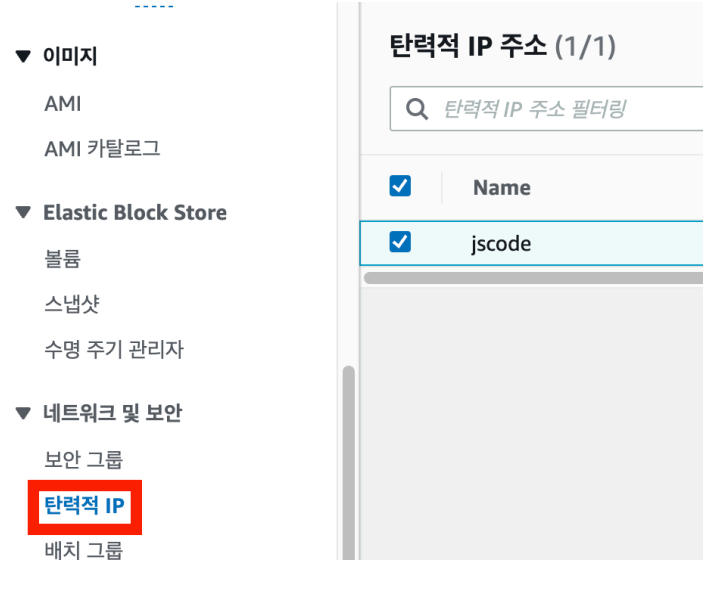 이미지
AMI
AMI 카탈로그
Elastic Block Store
볼륨
스냅샷
수명 주기 관리자
네트워크 및 보안
보안 그룹
탄력적 IP
배치 그룹
탄력적 IP 주소 (1/1)
탄력적 IP 주소 필터링
Name
jscode